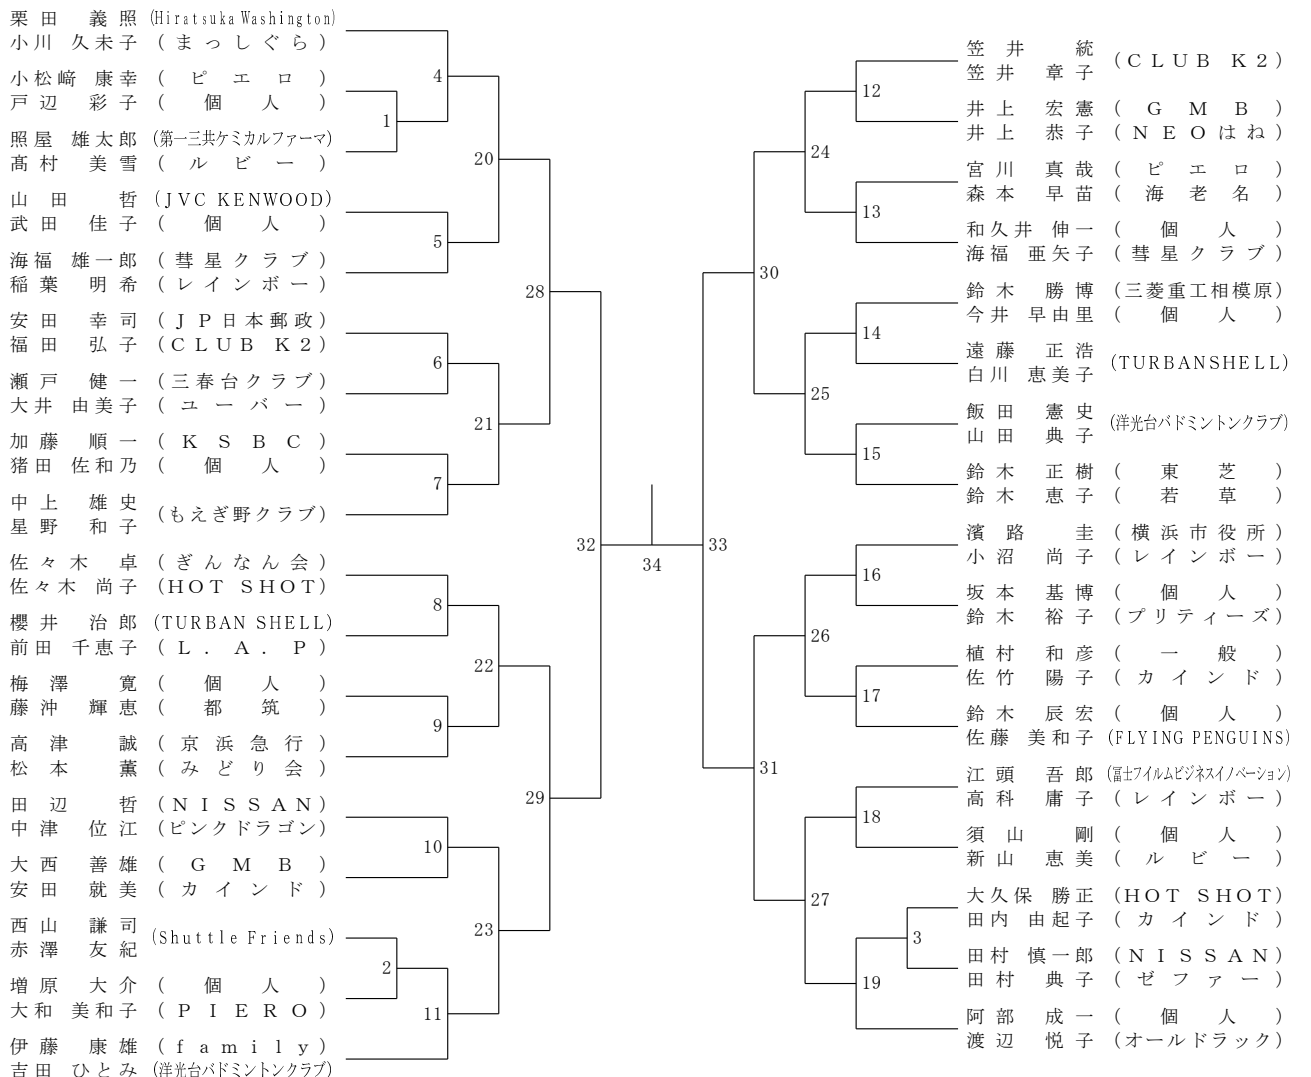 栗田 義照 (Hiratsuka Washington)
小川 久未子 (まっしぐら)
小松﨑 康幸 (ピエロ)
戸辺 彩子 (個人)
照屋 雄太郎 (第一三共ケミカルファーマ)
髙村 美雪 (ルビー)
山田 哲 (JVC KENWOOD)
武田 佳子 (個人)
海福 雄一郎 (彗星クラブ)
稲葉 明希 (レインボー)
安田 幸司 (JP日本郵政)
福田 弘子 (CLUB K2)
瀬戸 健一 (三春台クラブ)
大井 由美子 (ユーバー)
加藤 順一 (KSBC)
猪田 佐和乃 (個人)
中上 雄史
星野 和子
(もえぎ野クラブ)
佐々木 卓 (ぎんなん会)
佐々木 尚子 (HOT SHOT)
櫻井 治郎 (TURBAN SHELL)
前田 千恵子 (L.A.P)
梅澤 寛 (個人)
藤沖 輝恵 (都筑)
高津 誠 (京浜急行)
松本 薫 (みどり会)
田辺 哲 (NISSAN)
中津 位江 (ピンクドラゴン)
大西 善雄 (GMB)
安田 就美 (カインド)
西山 謙司
赤澤 友紀
(Shuttle Friends)
増原 大介 (個人)
大和 美和子 (PIERO)
伊藤 康雄 (family)
吉田 ひとみ (洋光台バドミントンクラブ)
4
1
20
5
28
6
21
7
32
8
22
9
29
10
23
2
11
34
33
12
24
13
30
14
25
15
16
26
17
31
18
27
3
19
笠井 統
笠井 章子
(CLUB K2)
井上 宏憲 (GMB)
井上 恭子 (NEOはね)
宮川 真哉 (ピエロ)
森本 早苗 (海老名)
和久井 伸一 (個人)
海福 亜矢子 (彗星クラブ)
鈴木 勝博 (三菱重工相模原)
今井 早由里 (個人)
遠藤 正浩
白川 恵美子
(TURBANSHELL)
飯田 憲史
山田 典子
(洋光台バドミントンクラブ)
鈴木 正樹 (東芝)
鈴木 恵子 (若草)
濱路 圭 (横浜市役所)
小沼 尚子 (レインボー)
坂本 基博 (個人)
鈴木 裕子 (プリティーズ)
植村 和彦 (一般)
佐竹 陽子 (カインド)
鈴木 辰宏 (個人)
佐藤 美和子 (FLYING PENGUINS)
江頭 吾郎 (冨士フイルムビジネスイノベーション)
高科 庸子 (レインボー)
須山 剛 (個人)
新山 恵美 (ルビー)
大久保 勝正 (HOT SHOT)
田内 由起子 (カインド)
田村 慎一郎 (NISSAN)
田村 典子 (ゼファー)
阿部 成一 (個人)
渡辺 悦子 (オールドラック)